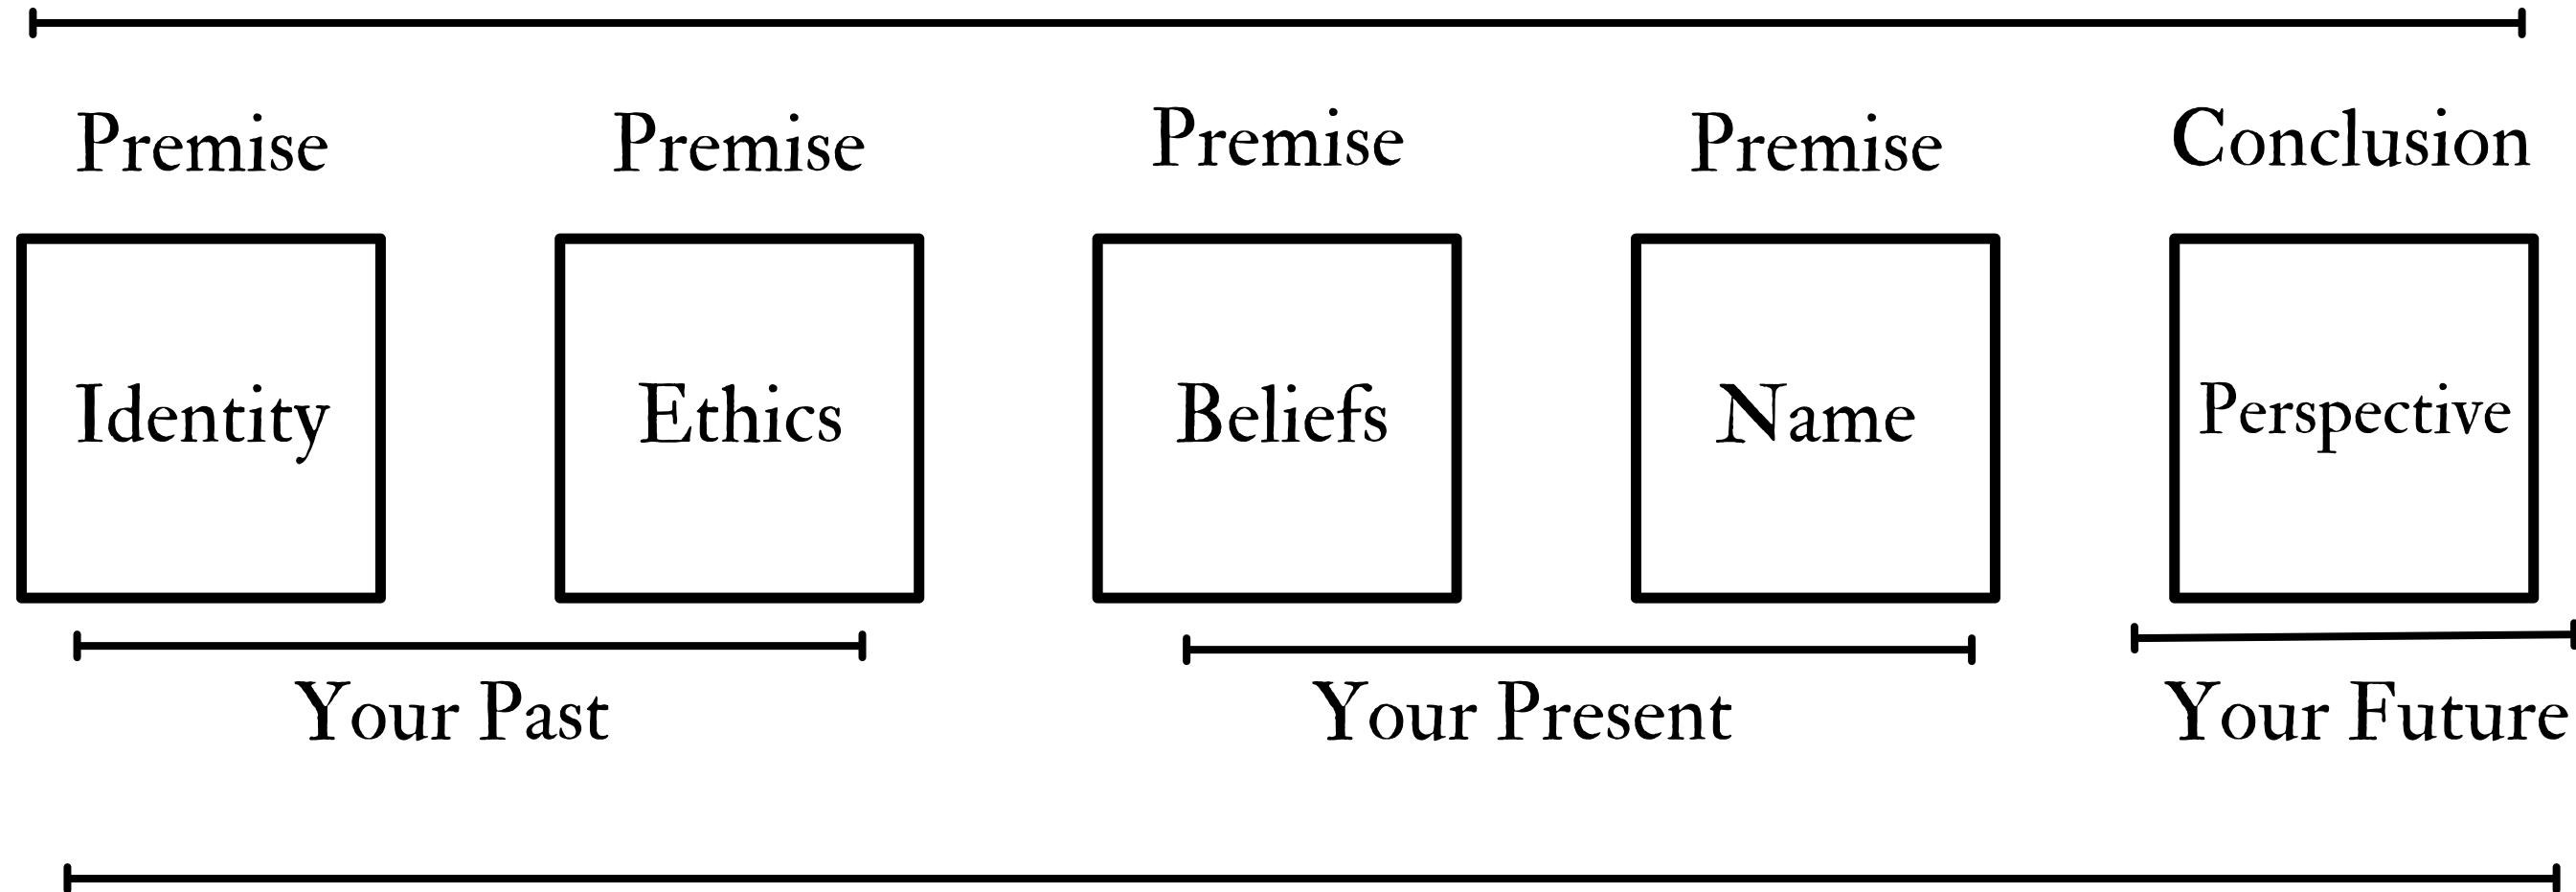 Premise Premise Premise Premise Conclusion
Identity Ethics Beliefs Name Perspective
Your Past Your Present Your Future